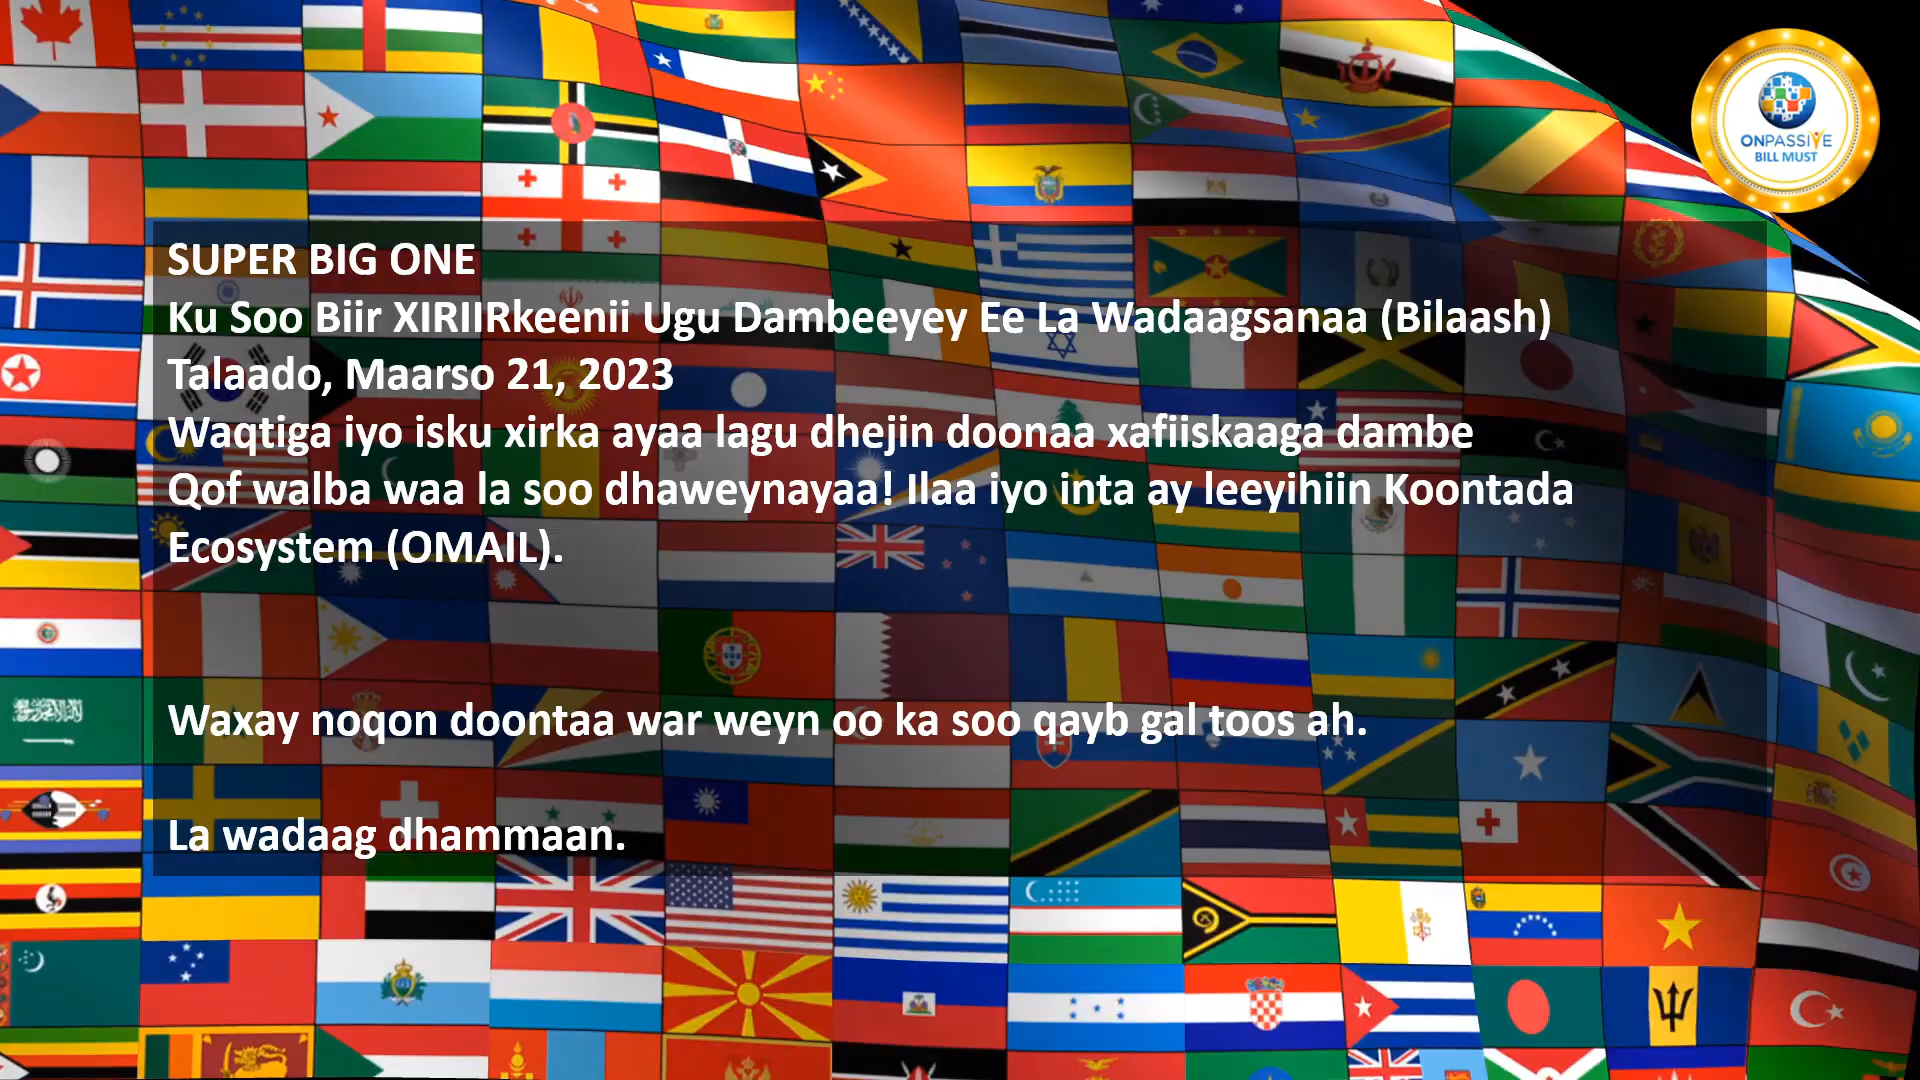 ONPASSIVE
BILL MUST
SUPER BIG ONE
Ku Soo Biir XIRIIRkeenii Ugu Dambeeyey Ee La Wadaagsanaa (Bilaash)
Talaado, Maarso 21, 2023
Waqtiga iyo isku xirka ayaa lagu dhejin doonaa xafiiskaaga dambe
Qof walba waa la soo dhaweynayaa! Ilaa iyo inta ay leeyihiin Koontada
Ecosystem (OMAIL).
Waxay noqon doontaa war weyn oo ka soo qayb gal toos ah.
La wadaag dhammaan.